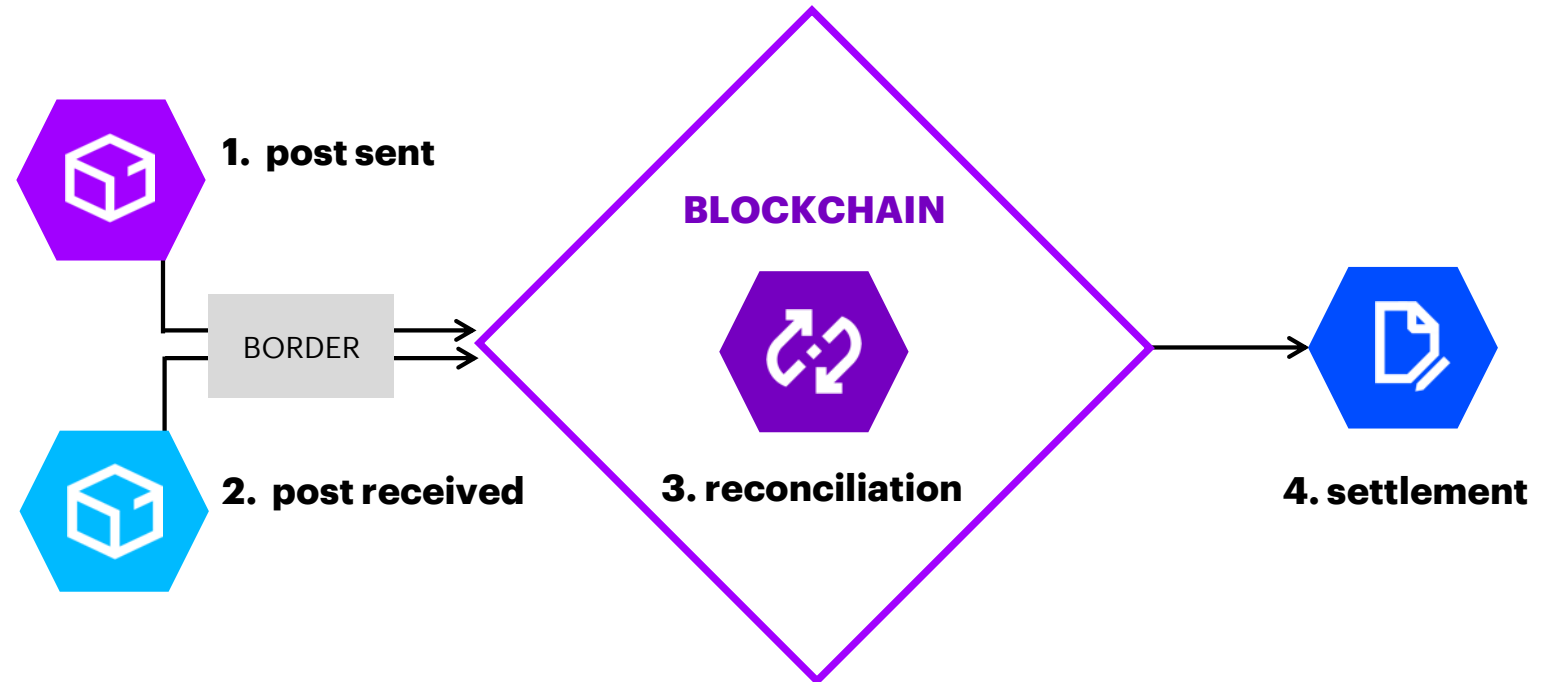 1. post sent
BLOCKCHAIN
BORDER
2. post received
3. reconciliation
4. settlement